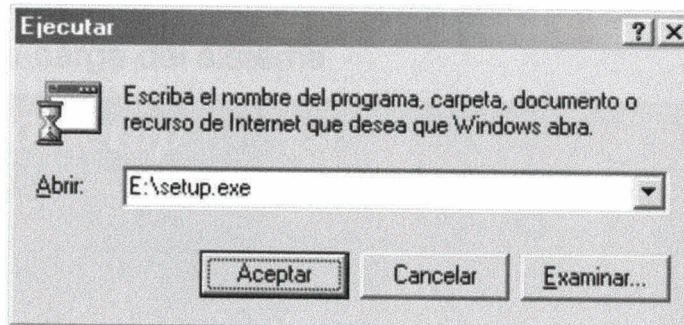 Ejecutar
Escriba el nombre del programa, carpeta, documento o
recurso de Internet que desea que Windows abra.
Abrir: E:\setup.exe
Aceptar Cancelar Examinar...